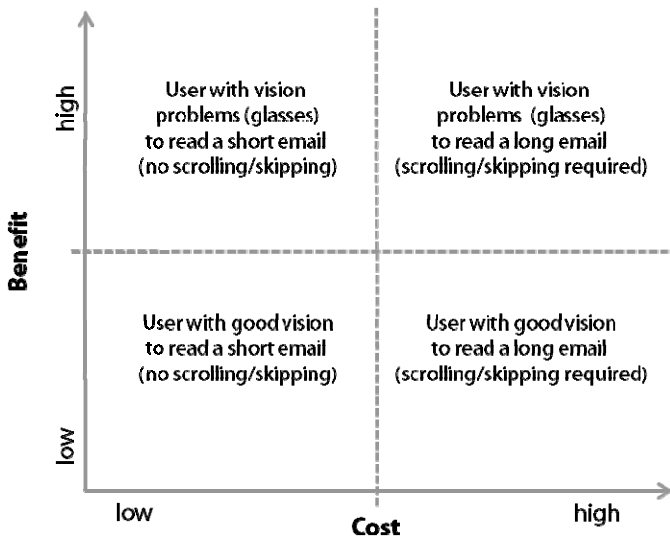 high
User with vision
problems (glasses)
to read a short email
(no scrolling/skipping)
User with vision
problems (glasses)
to read a long email
(scrolling/skipping required)
Benefit
User with good vision
to read a short email
(no scrolling/skipping)
User with good vision
to read a long email
(scrolling/skipping required)
low
low
Cost
high